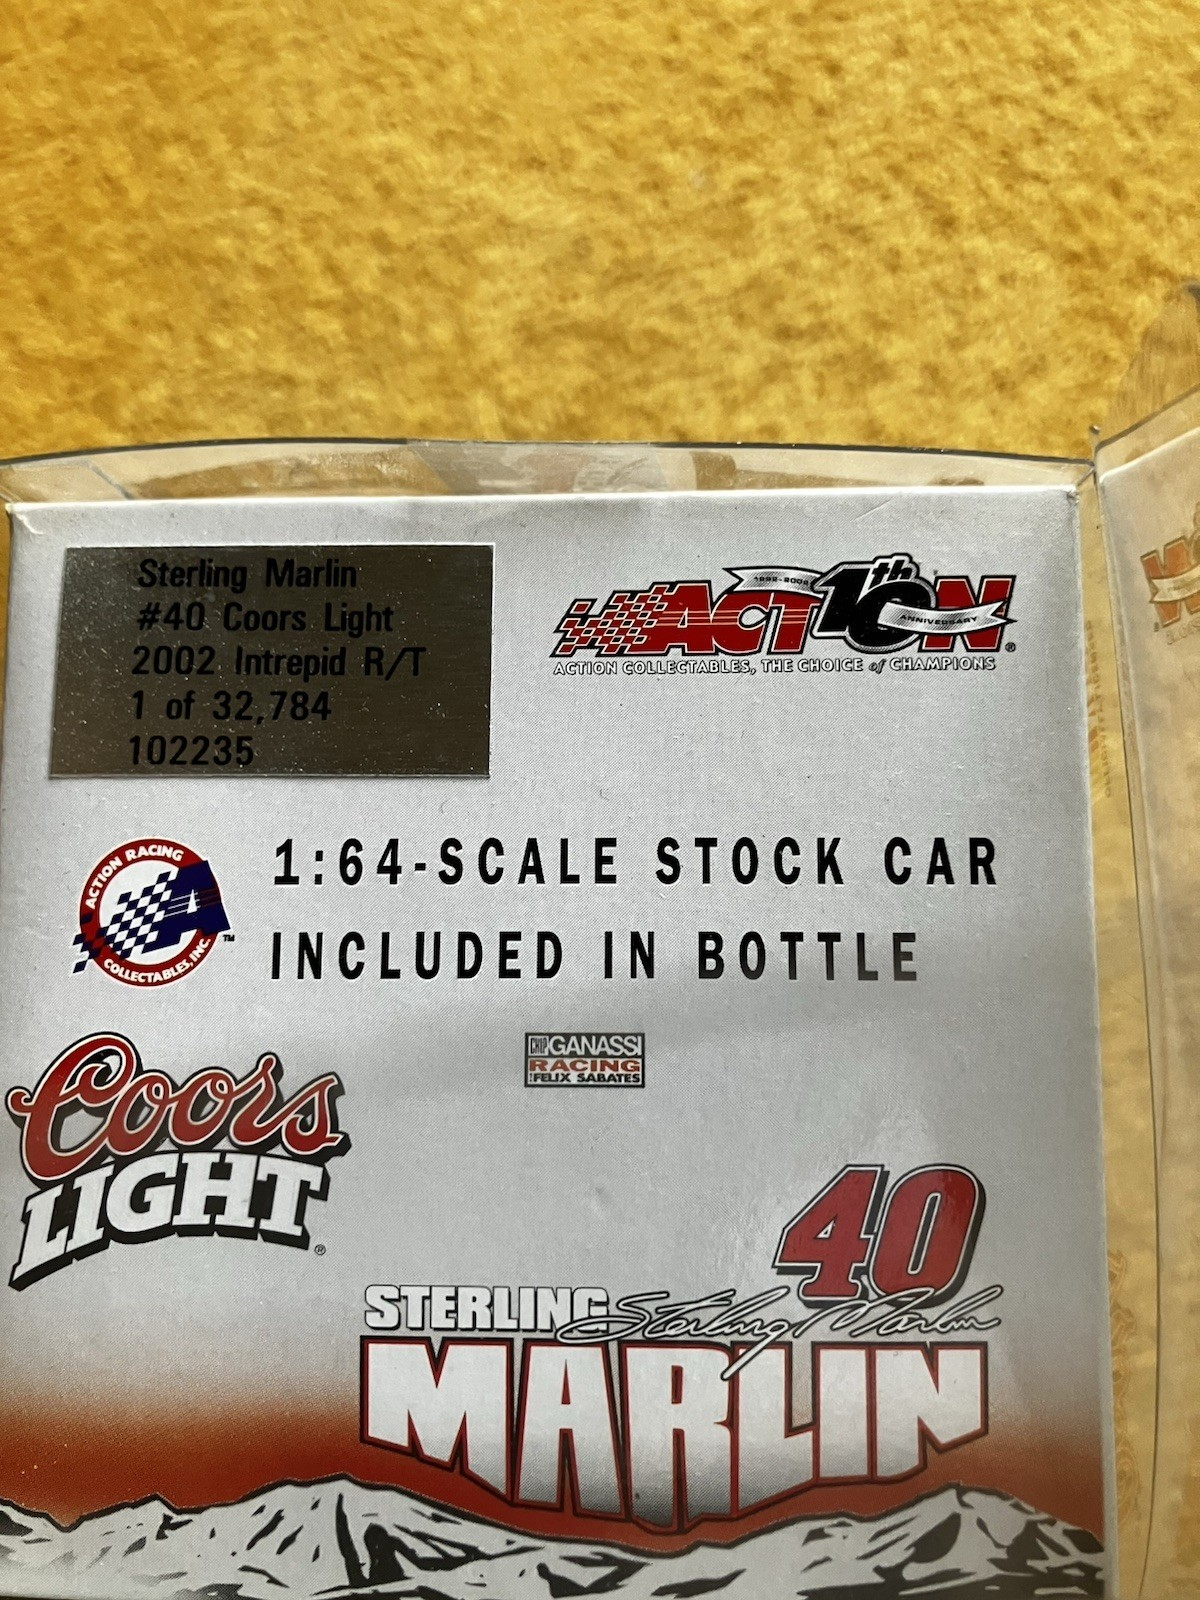 Sterling Marlin
#40 Coors Light
2002 Intrepid R/T
1 of 32,784
102235
1992-2002
ACTION
10th
ANNIVERSARY
ACTION COLLECTABLES, THE CHOICE of CHAMPIONS
ACTION RACING
COLLECTABLES, INC.
1:64-SCALE STOCK CAR
INCLUDED IN BOTTLE
CHIP GANASSI
RACING
FELIX SABATES
Coors
LIGHT
40
STERLING
Sterling Marlin
MARLIN